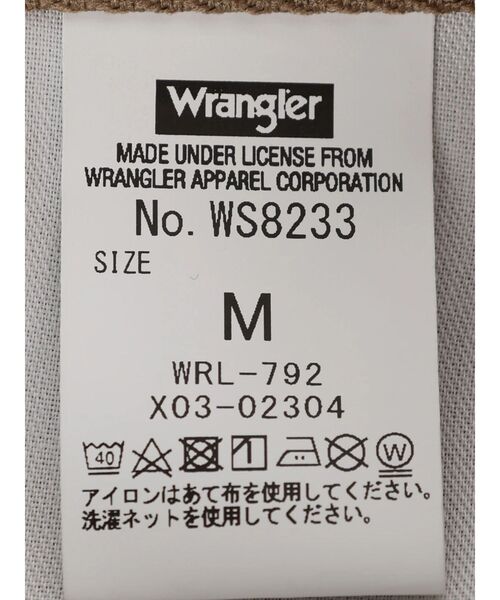 Wrangler
MADE UNDER LICENSE FROM
WRANGLER APPAREL CORPORATION
No. WS8233
SIZE
M
WRL-792
X03-02304
40 W
アイロンはあて布を使用してください。
洗濯ネットを使用してください。